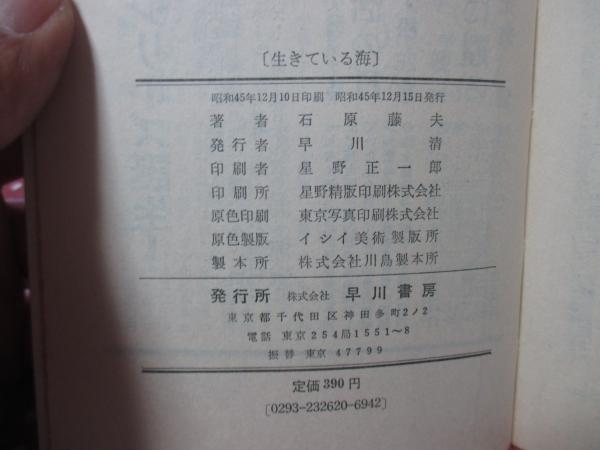 〔生きている海〕
昭和45年12月10日印刷　昭和45年12月15日発行
著者　石原藤夫
発行者　早川清
印刷者　星野正一郎
印刷所　星野精版印刷株式会社
原色印刷　東京写真印刷株式会社
原色製版　イシイ美術製版所
製本所　株式会社川島製本所
発行所　株式会社　早川書房
東京都千代田区神田多町2ノ2
電話　東京254局1551～8
振替　東京　47799
定価390円
[0293-232620-6942]